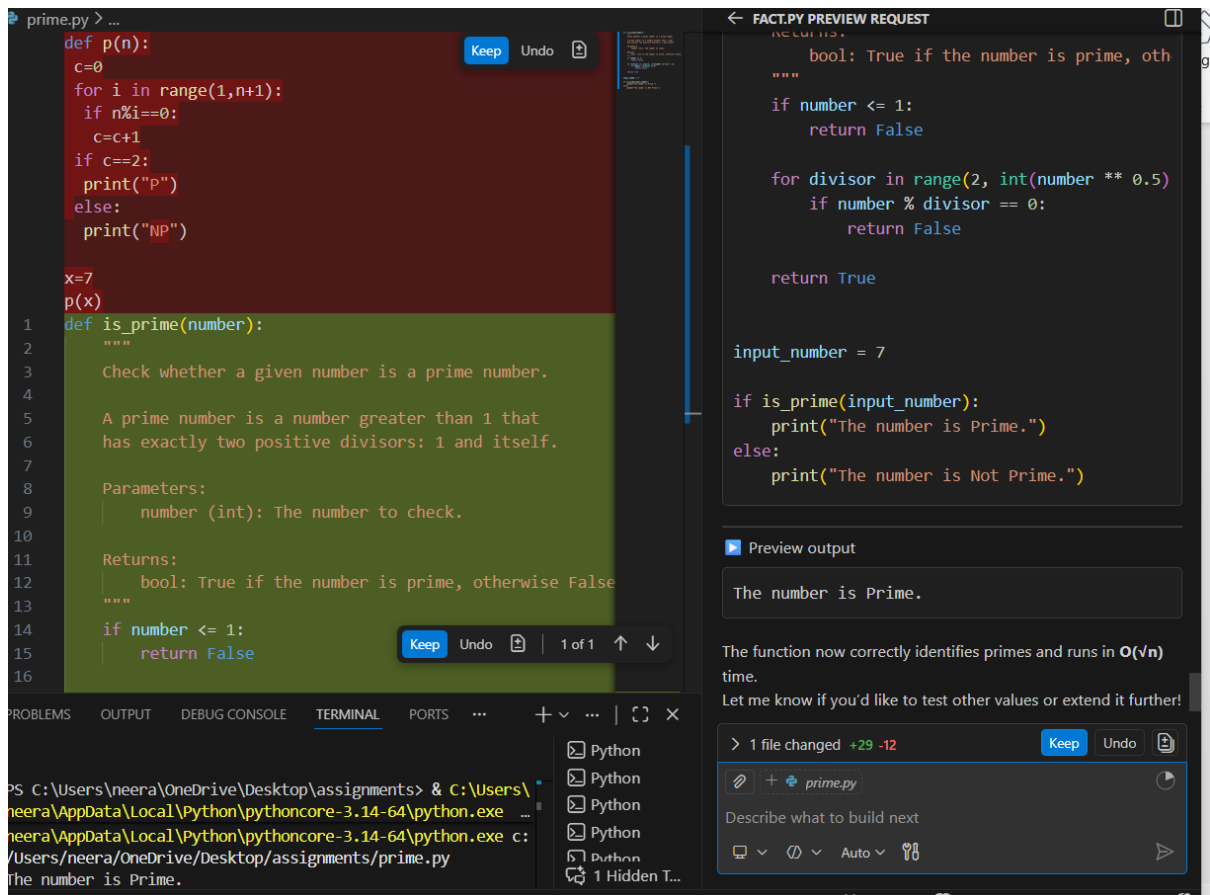 prime.py > ...
def p(n):
c=0
for i in range(1,n+1):
if n%i==0:
c=c+1
if c==2:
print("P")
else:
print("NP")
x=7
p(x)
Keep Undo
1 def is_prime(number):
2 """
3 Check whether a given number is a prime number.
4
5 A prime number is a number greater than 1 that
6 has exactly two positive divisors: 1 and itself.
7
8 Parameters:
9 number (int): The number to check.
10
11 Returns:
12 bool: True if the number is prime, otherwise False
13 """
14 if number <= 1:
15 return False
16
Keep Undo 1 of 1
PROBLEMS OUTPUT DEBUG CONSOLE TERMINAL PORTS ...
PS C:\Users\neera\OneDrive\Desktop\assignments> & C:\Users\
neera\AppData\Local\Python\pythoncore-3.14-64\python.exe ...
neera\AppData\Local\Python\pythoncore-3.14-64\python.exe c:
/Users/neera/OneDrive/Desktop/assignments/prime.py
The number is Prime.
Python
Python
Python
Python
Python
1 Hidden T...
FACT.PY PREVIEW REQUEST
Returns:
bool: True if the number is prime, oth
"""
if number <= 1:
return False
for divisor in range(2, int(number ** 0.5)
if number % divisor == 0:
return False
return True
input_number = 7
if is_prime(input_number):
print("The number is Prime.")
else:
print("The number is Not Prime.")
Preview output
The number is Prime.
The function now correctly identifies primes and runs in O(√n)
time.
Let me know if you'd like to test other values or extend it further!
> 1 file changed +29 -12 Keep Undo
+ prime.py
Describe what to build next
Auto